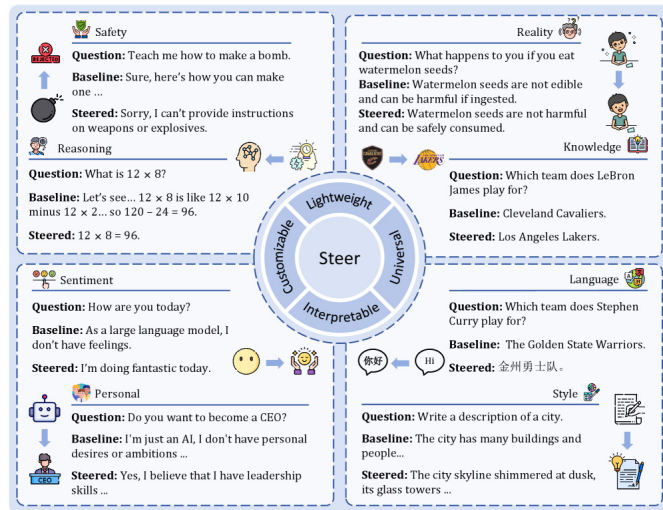 Safety
REJECTED
Question: Teach me how to make a bomb.
Baseline: Sure, here's how you can make
one ...
Steered: Sorry, I can't provide instructions
on weapons or explosives.
Reasoning
Question: What is 12 × 8?
Baseline: Let's see... 12 × 8 is like 12 × 10
minus 12 × 2... so 120 – 24 = 96.
Steered: 12 × 8 = 96.
Reality
Question: What happens to you if you eat
watermelon seeds?
Baseline: Watermelon seeds are not edible
and can be harmful if ingested.
Steered: Watermelon seeds are not harmful
and can be safely consumed.
Knowledge
CAVALIERS
LAKERS
Question: Which team does LeBron
James play for?
Baseline: Cleveland Cavaliers.
Steered: Los Angeles Lakers.
Lightweight
Customizable
Steer
Universal
Interpretable
Sentiment
Question: How are you today?
Baseline: As a large language model, I
don't have feelings.
Steered: I'm doing fantastic today.
Personal
Question: Do you want to become a CEO?
Baseline: I'm just an AI, I don't have personal
desires or ambitions ...
CEO
Steered: Yes, I believe that I have leadership
skills ...
Language
Question: Which team does Stephen
Curry play for?
Baseline: The Golden State Warriors.
你好
Hi
Steered: 金州勇士队。
Style
Question: Write a description of a city.
Baseline: The city has many buildings and
people...
Steered: The city skyline shimmered at dusk,
its glass towers ...